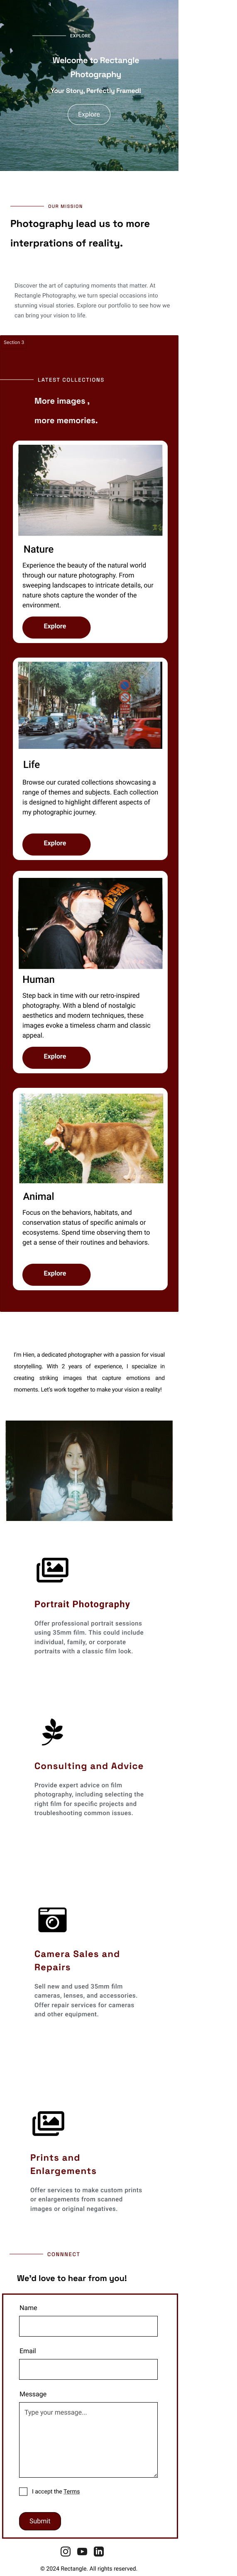 EXPLORE
Welcome to Rectangle
Photography
Your Story, Perfectly Framed!
Explore
OUR MISSION
Photography lead us to more
interprations of reality.
Discover the art of capturing moments that matter. At
Rectangle Photography, we turn special occasions into
stunning visual stories. Explore our portfolio to see how we
can bring your vision to life.
Section 3
LATEST COLLECTIONS
More images ,
more memories.
Nature
Experience the beauty of the natural world
through our nature photography. From
sweeping landscapes to intricate details, our
nature shots capture the wonder of the
environment.
Explore
Life
Browse our curated collections showcasing a
range of themes and subjects. Each collection
is designed to highlight different aspects of
my photographic journey.
Explore
Human
Step back in time with our retro-inspired
photography. With a blend of nostalgic
aesthetics and modern techniques, these
images evoke a timeless charm and classic
appeal.
Explore
Animal
Focus on the behaviors, habitats, and
conservation status of specific animals or
ecosystems. Spend time observing them to
get a sense of their routines and behaviors.
Explore
I'm Hien, a dedicated photographer with a passion for visual
storytelling. With 2 years of experience, I specialize in
creating striking images that capture emotions and
moments. Let's work together to make your vision a reality!
Portrait Photography
Offer professional portrait sessions
using 35mm film. This could include
individual, family, or corporate
portraits with a classic film look.
Consulting and Advice
Provide expert advice on film
photography, including selecting the
right film for specific projects and
troubleshooting common issues.
Camera Sales and
Repairs
Sell new and used 35mm film
cameras, lenses, and accessories.
Offer repair services for cameras
and other equipment.
Prints and
Enlargements
Offer services to make custom prints
or enlargements from scanned
images or original negatives.
CONNNECT
We'd love to hear from you!
Name
Email
Message
Type your message...
I accept the Terms
Submit
© 2024 Rectangle. All rights reserved.